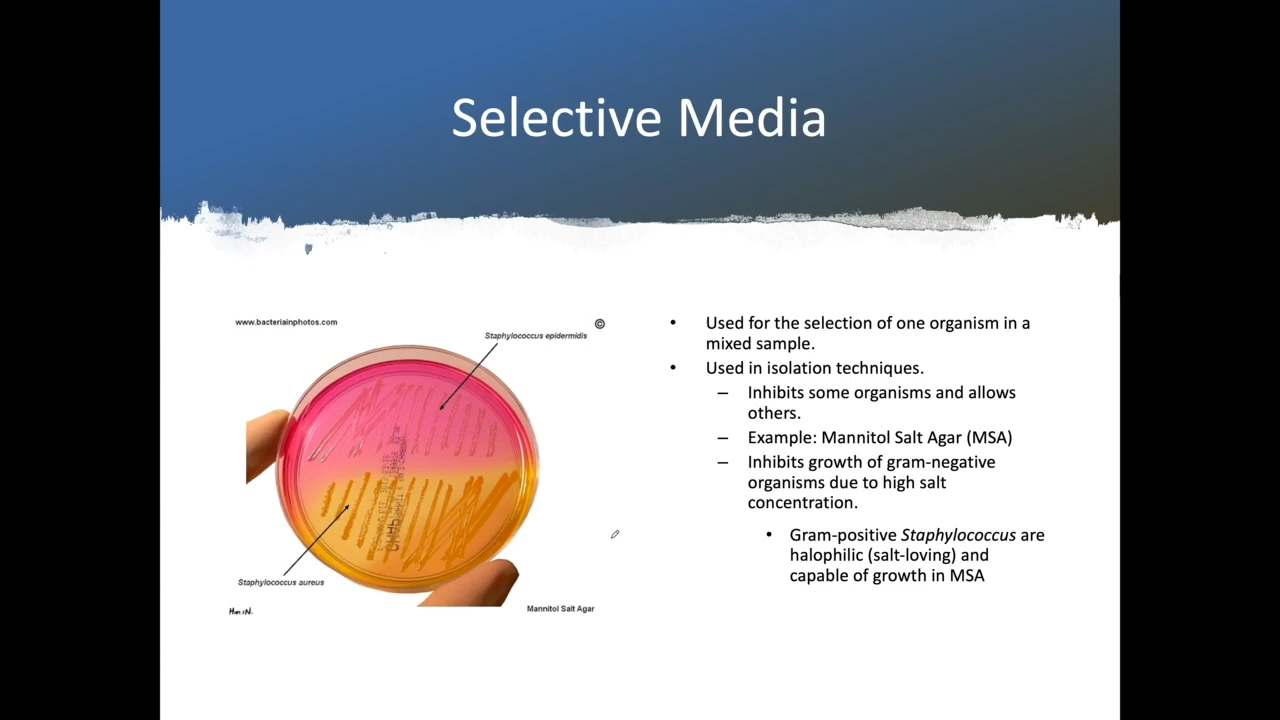 Selective Media
www.bacteriainphotos.com
©
Staphylococcus epidermidis
Staphylococcus aureus
Mannitol Salt Agar
• Used for the selection of one organism in a
mixed sample.
• Used in isolation techniques.
– Inhibits some organisms and allows
others.
– Example: Mannitol Salt Agar (MSA)
– Inhibits growth of gram-negative
organisms due to high salt
concentration.
• Gram-positive Staphylococcus are
halophilic (salt-loving) and
capable of growth in MSA